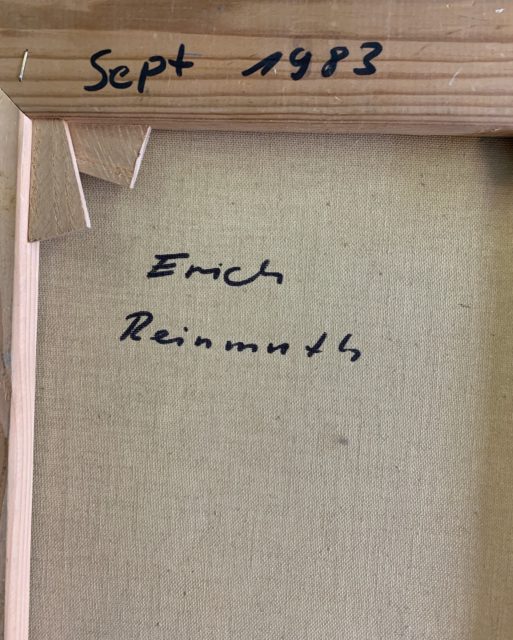 Sept 1983
Erich
Reinmuth